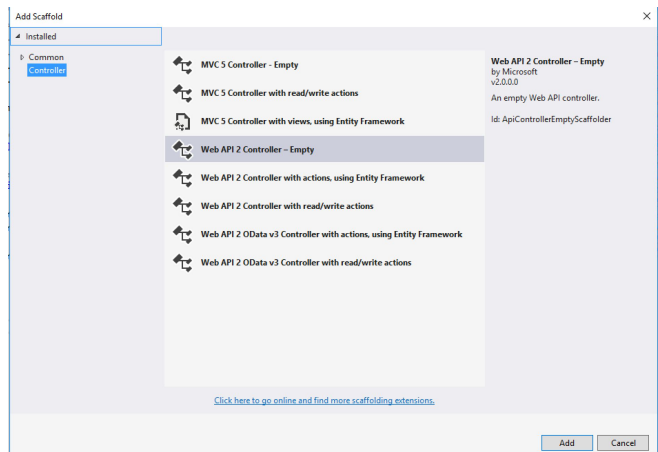 Add Scaffold
Installed
Common
Controller
MVC 5 Controller - Empty
MVC 5 Controller with read/write actions
MVC 5 Controller with views, using Entity Framework
Web API 2 Controller – Empty
Web API 2 Controller with actions, using Entity Framework
Web API 2 Controller with read/write actions
Web API 2 OData v3 Controller with actions, using Entity Framework
Web API 2 OData v3 Controller with read/write actions
Click here to go online and find more scaffolding extensions.
Web API 2 Controller – Empty
by Microsoft
v2.0.0.0
An empty Web API controller.
Id: ApiControllerEmptyScaffolder
Add
Cancel